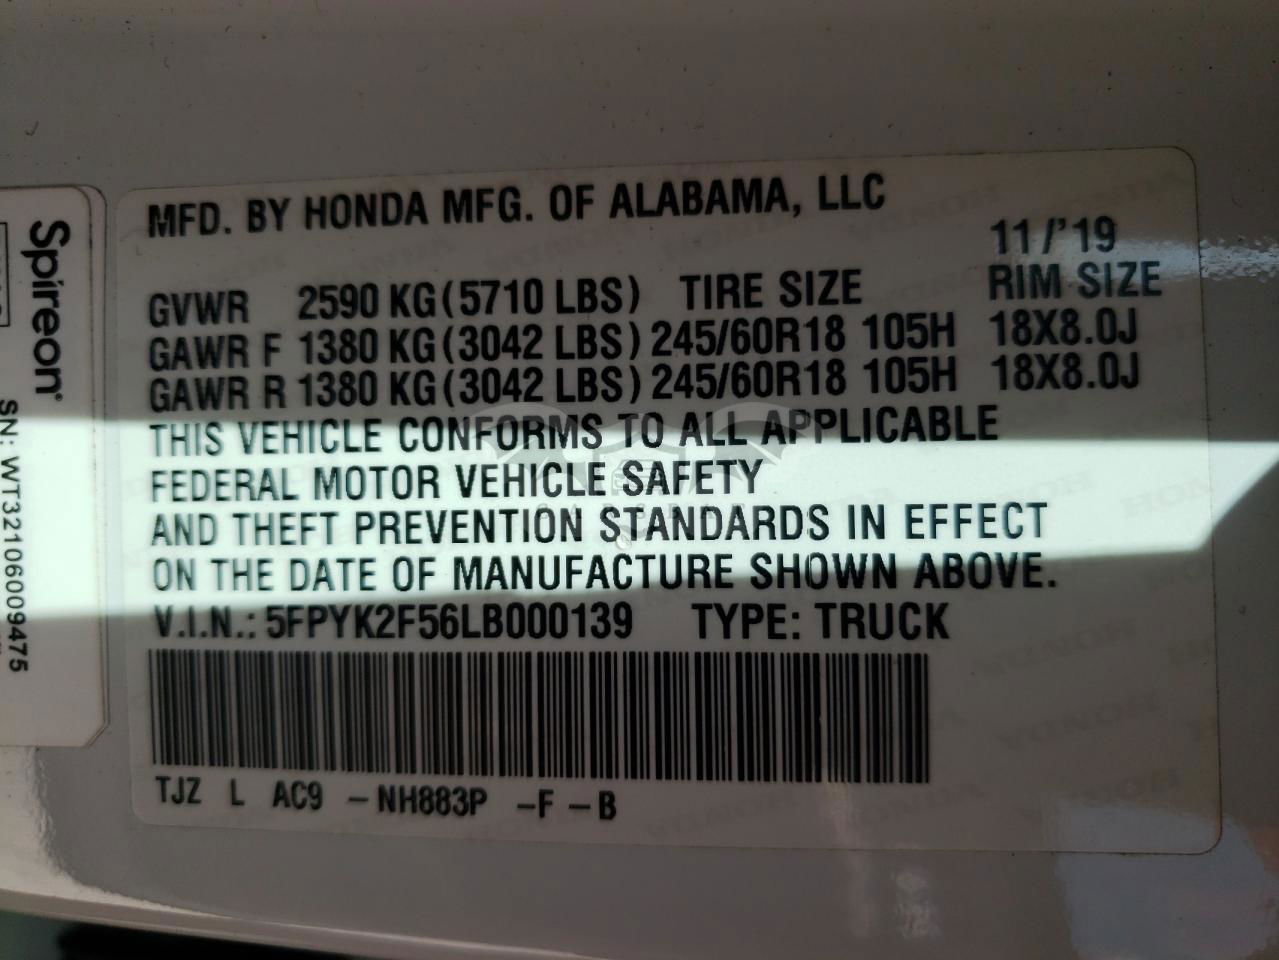 MFD. BY HONDA MFG. OF ALABAMA, LLC
11/'19
GVWR 2590 KG (5710 LBS) TIRE SIZE RIM SIZE
GAWR F 1380 KG (3042 LBS) 245/60R18 105H 18X8.0J
GAWR R 1380 KG (3042 LBS) 245/60R18 105H 18X8.0J
THIS VEHICLE CONFORMS TO ALL APPLICABLE
FEDERAL MOTOR VEHICLE SAFETY
AND THEFT PREVENTION STANDARDS IN EFFECT
ON THE DATE OF MANUFACTURE SHOWN ABOVE.
V.I.N.: 5FPYK2F56LB000139 TYPE: TRUCK
TJZ L AC9 -NH883P -F -B
Spireon
SN: WT321060009475